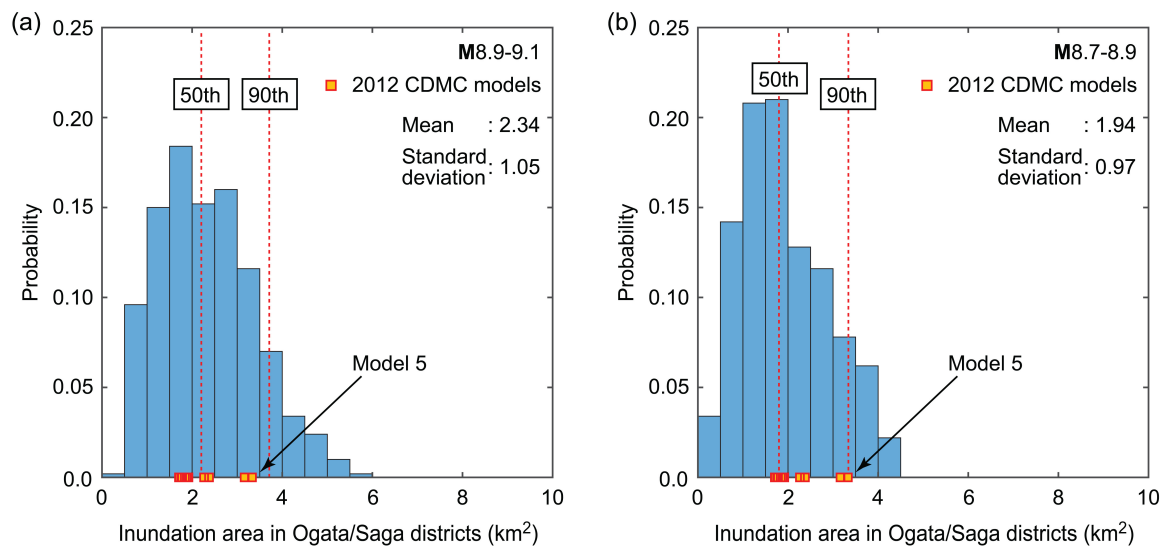 (a)
0.25
0.20
0.15
0.10
0.05
0.0
Probability
50th
90th
M8.9-9.1
2012 CDMC models
Mean : 2.34
Standard
deviation : 1.05
Model 5
0 2 4 6 8 10
Inundation area in Ogata/Saga districts (km²)
(b)
0.25
0.20
0.15
0.10
0.05
0.00
Probability
50th
90th
M8.7-8.9
2012 CDMC models
Mean : 1.94
Standard
deviation : 0.97
Model 5
0 2 4 6 8 10
Inundation area in Ogata/Saga districts (km²)